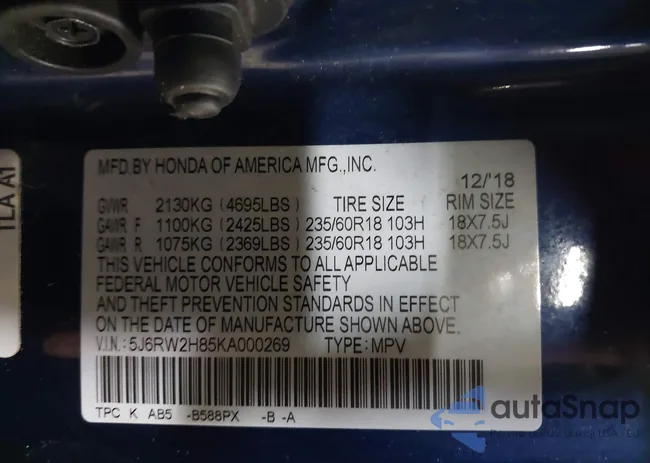 MFD. BY HONDA OF AMERICA MFG., INC.
12/'18
GVWR 2130KG (4695LBS) TIRE SIZE RIM SIZE
GAWR F 1100KG (2425LBS) 235/60R18 103H 18X7.5J
GAWR R 1075KG (2369LBS) 235/60R18 103H 18X7.5J
THIS VEHICLE CONFORMS TO ALL APPLICABLE
FEDERAL MOTOR VEHICLE SAFETY
AND THEFT PREVENTION STANDARDS IN EFFECT
ON THE DATE OF MANUFACTURE SHOWN ABOVE.
V.I.N.: 5J6RW2H85KA000269 TYPE: MPV
TPC K AB5 -B588PX -B -A
1LA A1
autoSnap